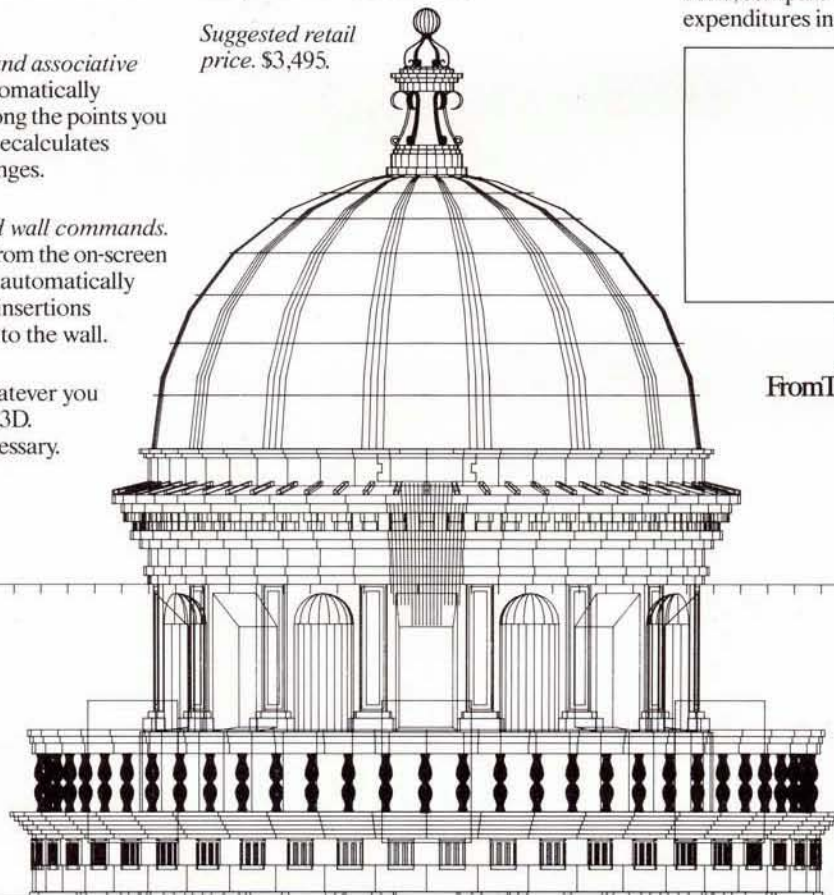 Suggested retail
price. $3,495.
and associative
omatically
ong the points you
ecalculates
nges.
wall commands.
rom the on-screen
automatically
insertions
to the wall.
atever you
3D.
essary.
expenditures in
From